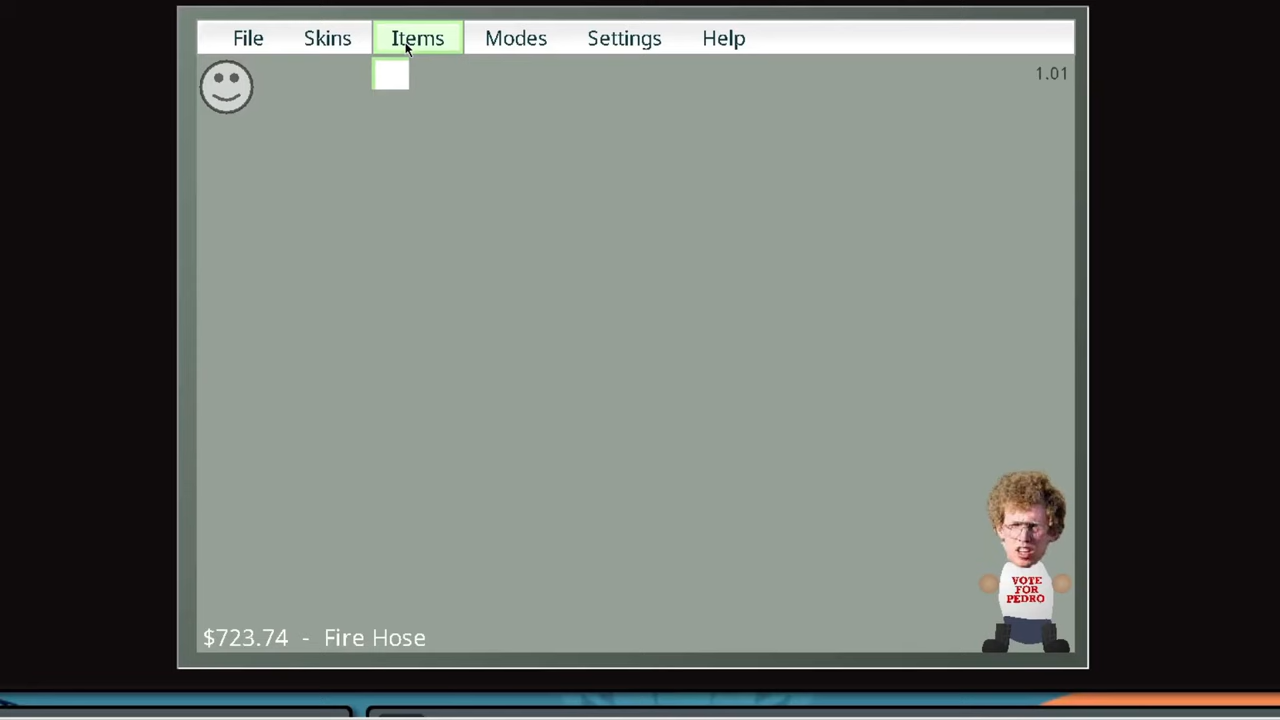 File Skins Items Modes Settings Help
1.01
VOTE
FOR
PEDRO
$723.74 - Fire Hose